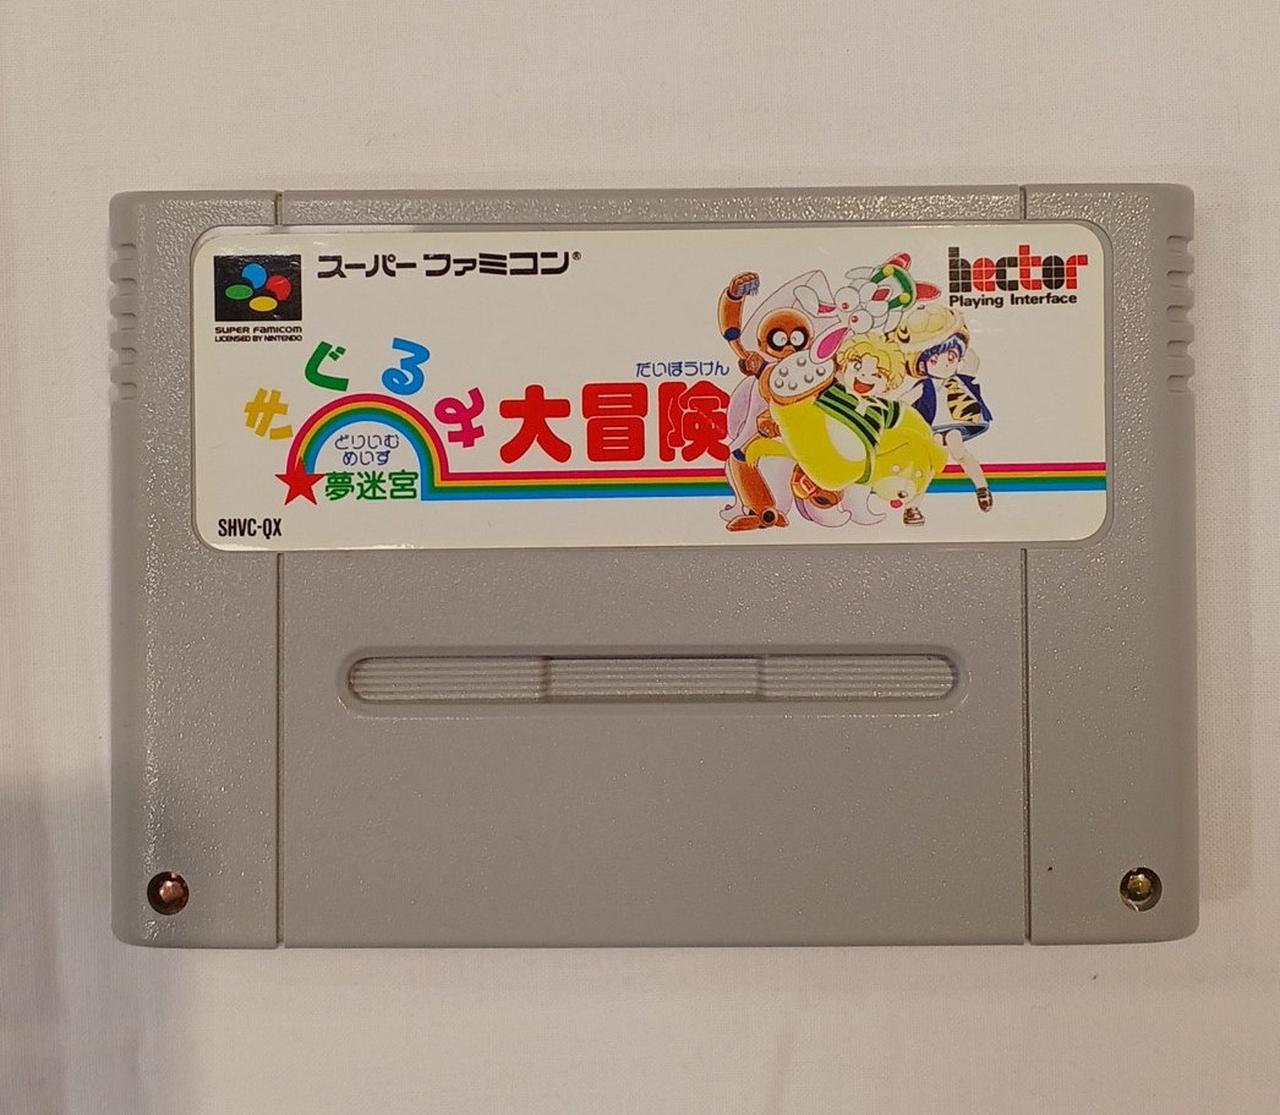 スーパーファミコン®
SUPER FAMICOM
LICENSED BY NINTENDO
hector
Playing Interface
きぐるみ大冒険
だいぼうけん
どりいむ
めいず
★夢迷宮
SHVC-QX